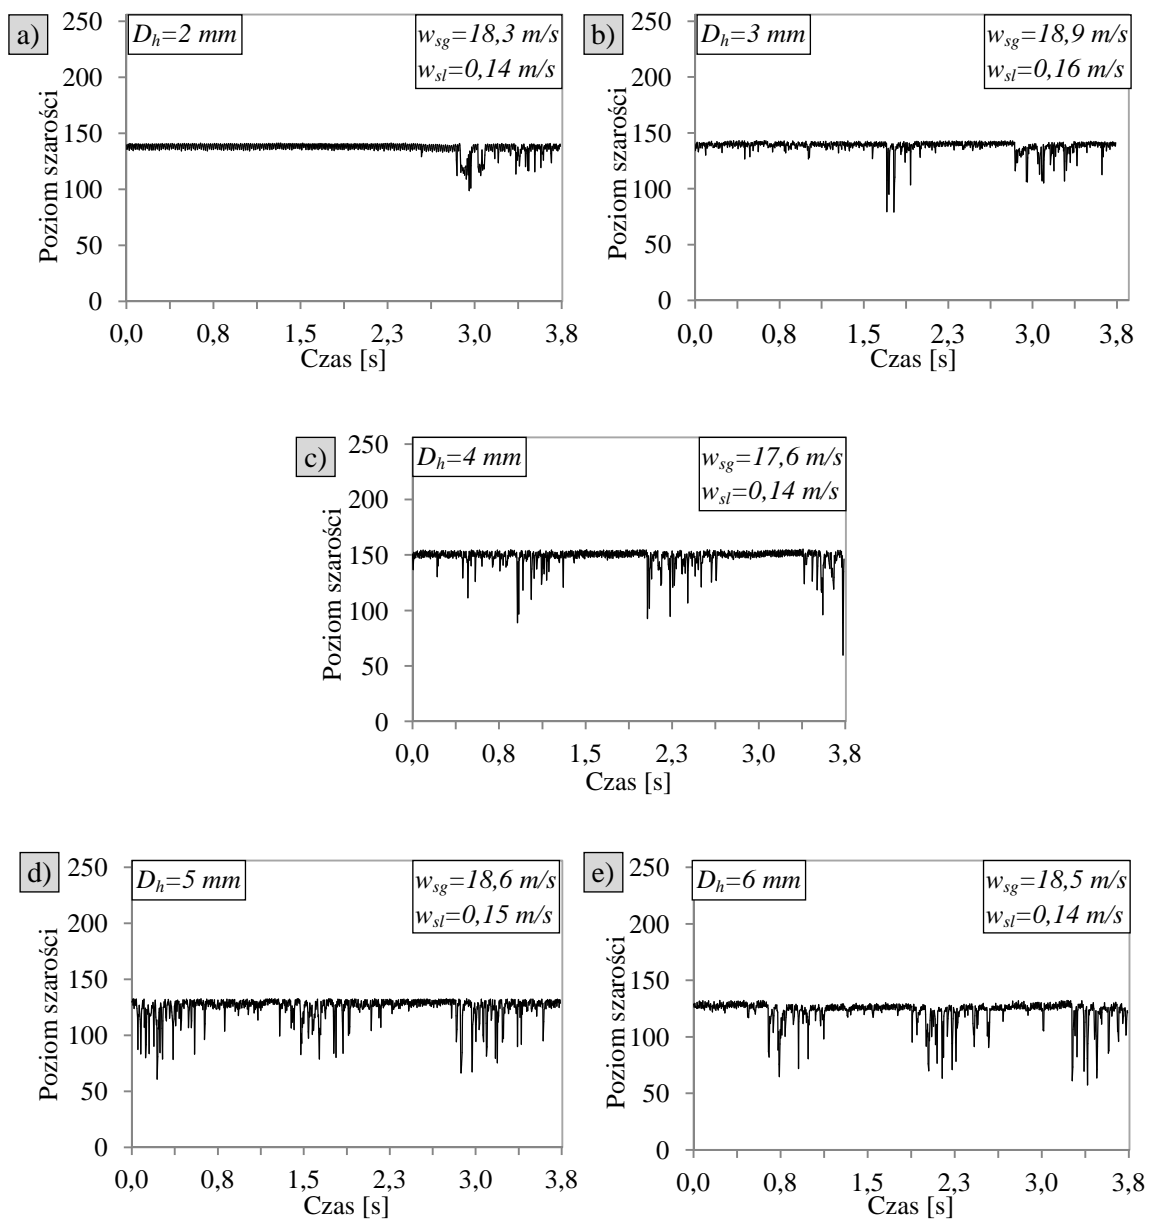 a)
D_h=2 mm
w_sg=18,3 m/s
w_sl=0,14 m/s
Poziom szarości
250
200
150
100
50
0
0,0 0,8 1,5 2,3 3,0 3,8
Czas [s]
b)
D_h=3 mm
w_sg=18,9 m/s
w_sl=0,16 m/s
Poziom szarości
250
200
150
100
50
0
0,0 0,8 1,5 2,3 3,0 3,8
Czas [s]
c)
D_h=4 mm
w_sg=17,6 m/s
w_sl=0,14 m/s
Poziom szarości
250
200
150
100
50
0
0,0 0,8 1,5 2,3 3,0 3,8
Czas [s]
d)
D_h=5 mm
w_sg=18,6 m/s
w_sl=0,15 m/s
Poziom szarości
250
200
150
100
50
0
0,0 0,8 1,5 2,3 3,0 3,8
Czas [s]
e)
D_h=6 mm
w_sg=18,5 m/s
w_sl=0,14 m/s
Poziom szarości
250
200
150
100
50
0
0,0 0,8 1,5 2,3 3,0 3,8
Czas [s]